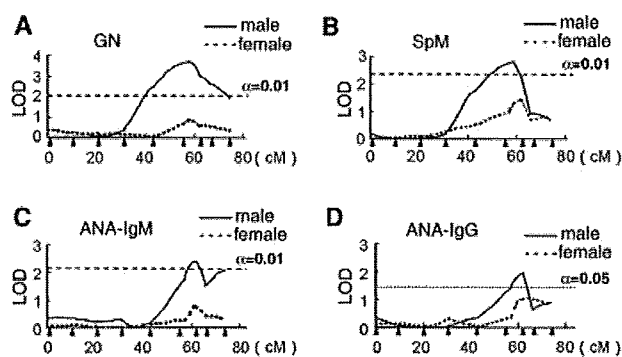 A GN male
female
LOD
4
3
2
1
0
α=0.01
0 20 40 60 80 (cM)
B SpM male
female
LOD
3
2
1
0
α=0.01
0 20 40 60 80 (cM)
C ANA-IgM male
female
LOD
3
2
1
0
α=0.01
0 20 40 60 80 (cM)
D ANA-IgG male
female
LOD
3
2
1
0
α=0.05
0 20 40 60 80 (cM)